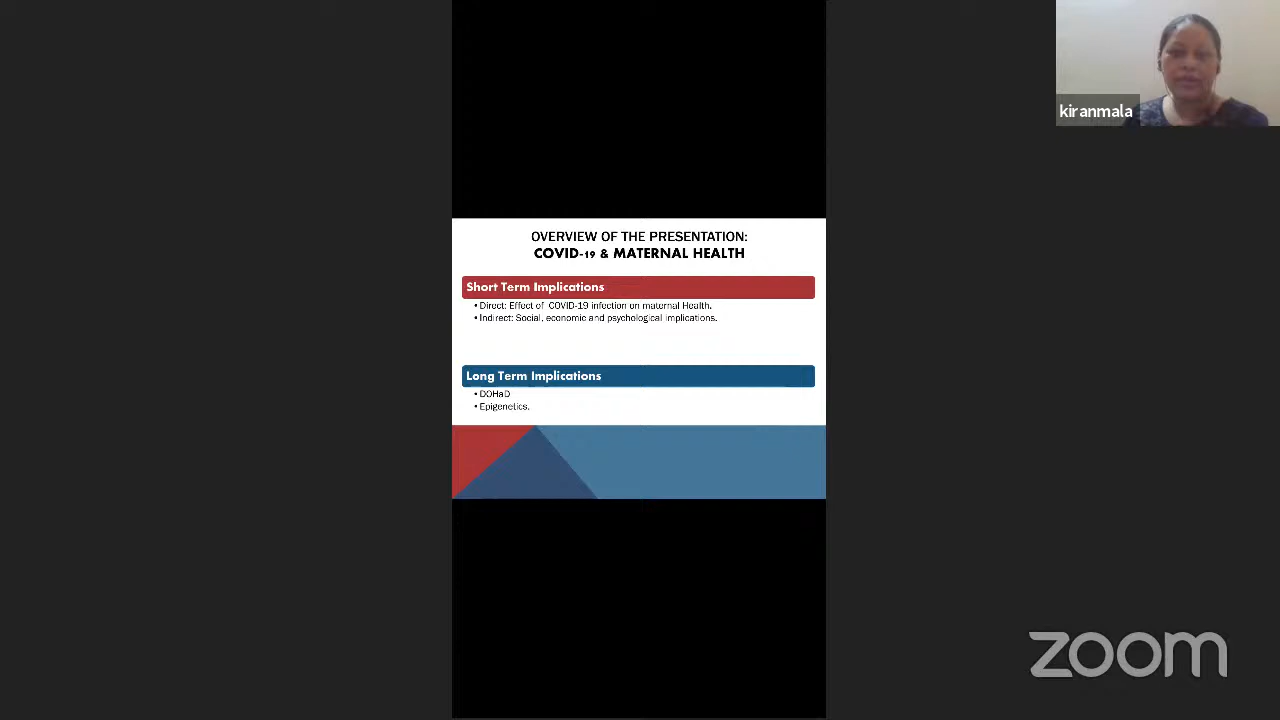 kiranmala
OVERVIEW OF THE PRESENTATION:
COVID-19 & MATERNAL HEALTH
Short Term Implications
• Direct: Effect of COVID-19 infection on maternal Health.
• Indirect: Social, economic and psychological implications.
Long Term Implications
• DOHaD
• Epigenetics.
zoom